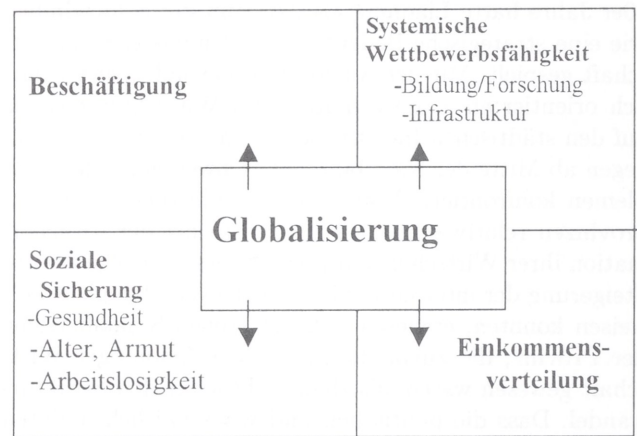 Beschäftigung
Systemische
Wettbewerbsfähigkeit
-Bildung/Forschung
-Infrastruktur
Globalisierung
Soziale
Sicherung
-Gesundheit
-Alter, Armut
-Arbeitslosigkeit
Einkommens-
verteilung